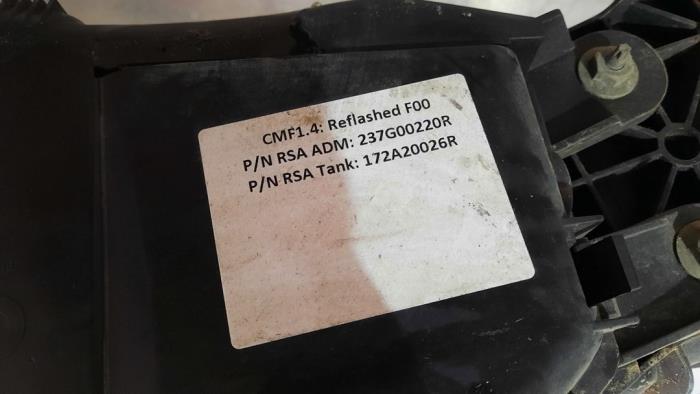 CMF1.4: Reflashed F00
P/N RSA ADM: 237G00220R
P/N RSA Tank: 172A20026R